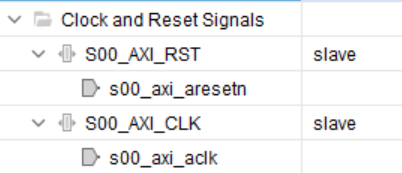 Clock and Reset Signals
S00_AXI_RST slave
s00_axi_aresetn
S00_AXI_CLK slave
s00_axi_aclk